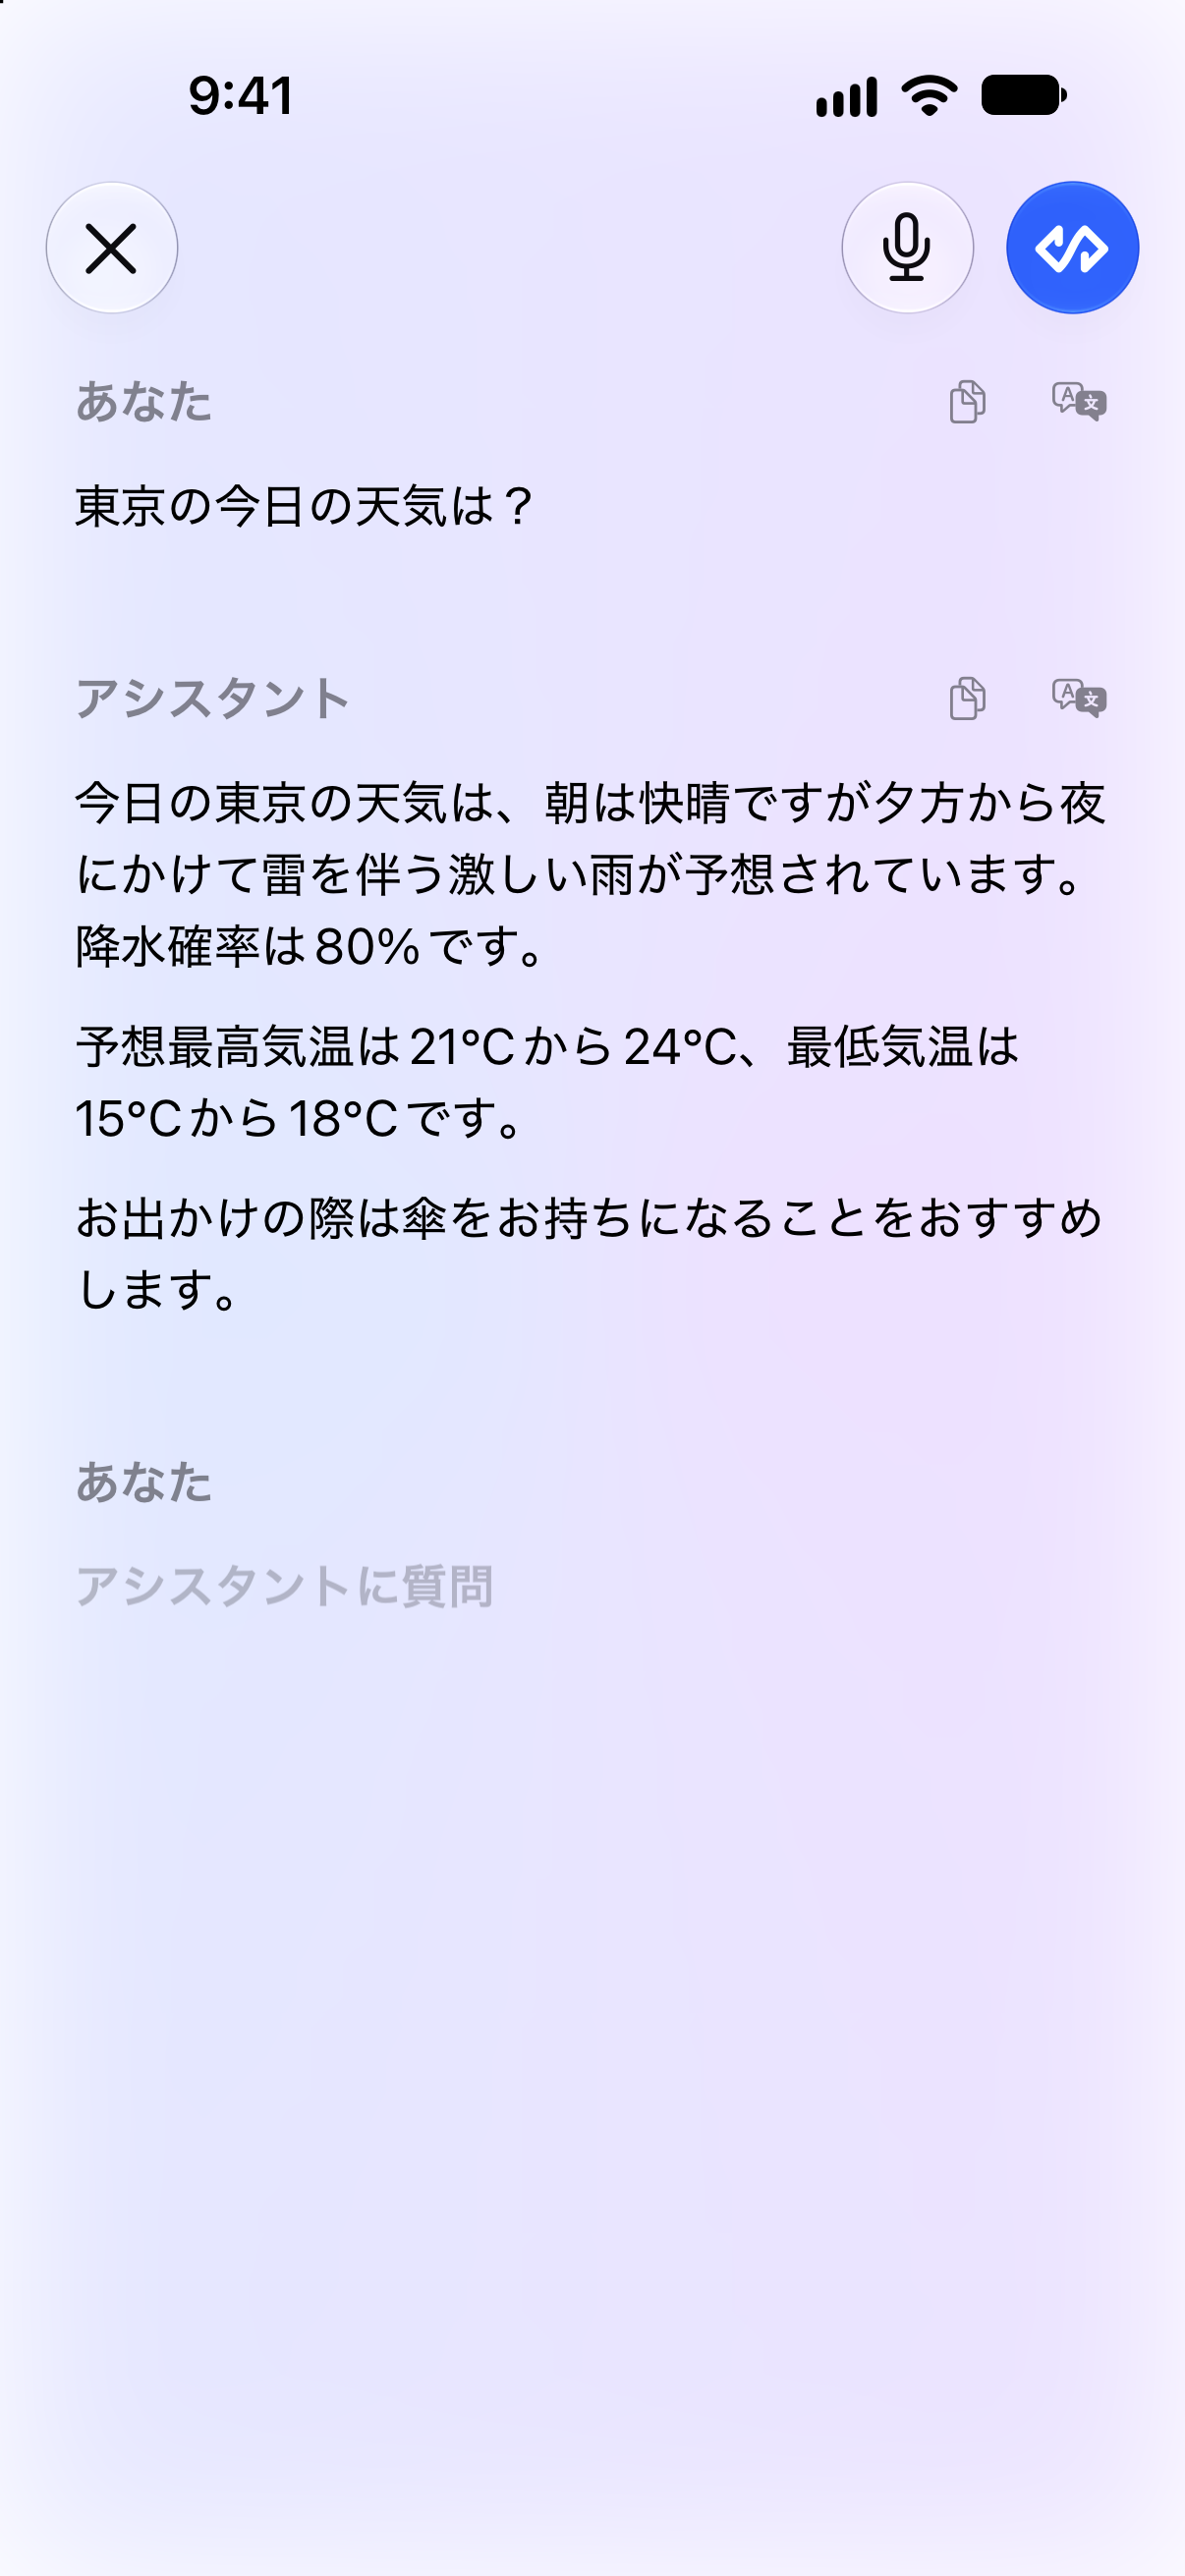 9:41
あなた
東京の今日の天気は？
アシスタント
今日の東京の天気は、朝は快晴ですが夕方から夜
にかけて雷を伴う激しい雨が予想されています。
降水確率は80%です。
予想最高気温は21°Cから24°C、最低気温は
15°Cから18°Cです。
お出かけの際は傘をお持ちになることをおすすめ
します。
あなた
アシスタントに質問